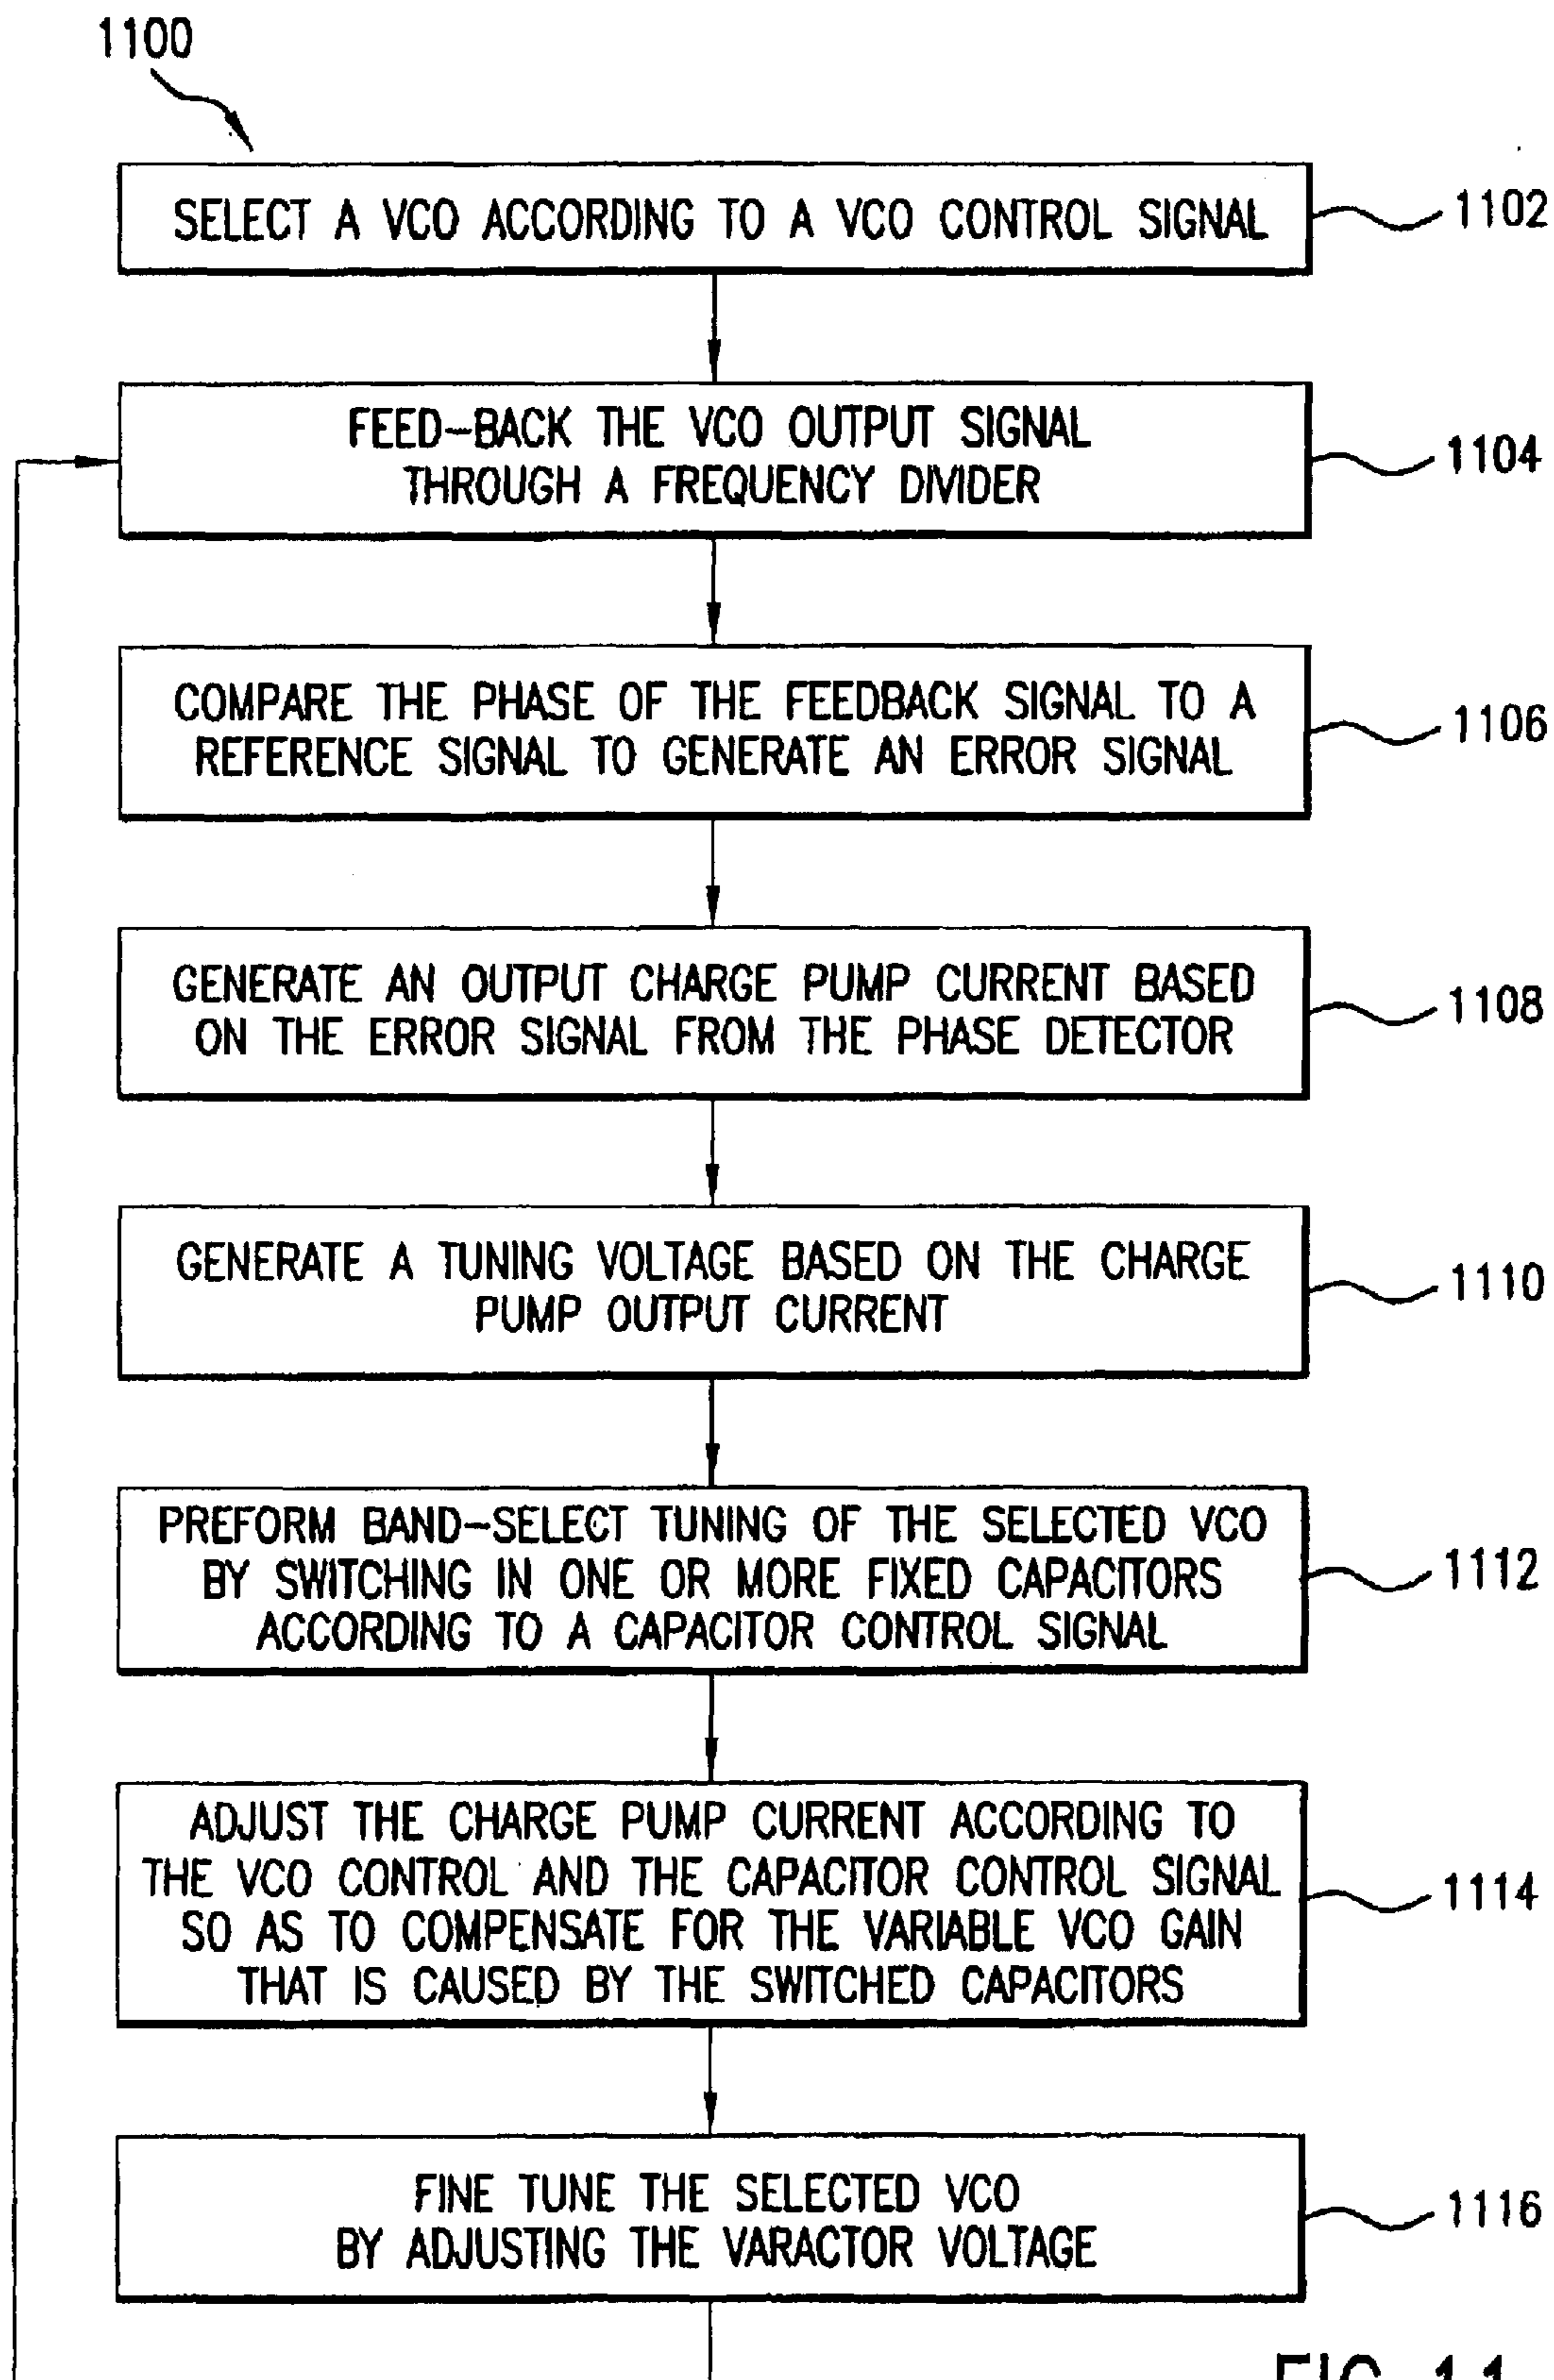 1100
SELECT A VCO ACCORDING TO A VCO CONTROL SIGNAL
1102
FEED-BACK THE VCO OUTPUT SIGNAL
THROUGH A FREQUENCY DIVIDER
1104
COMPARE THE PHASE OF THE FEEDBACK SIGNAL TO A
REFERENCE SIGNAL TO GENERATE AN ERROR SIGNAL
1106
GENERATE AN OUTPUT CHARGE PUMP CURRENT BASED
ON THE ERROR SIGNAL FROM THE PHASE DETECTOR
1108
GENERATE A TUNING VOLTAGE BASED ON THE CHARGE
PUMP OUTPUT CURRENT
1110
PREFORM BAND-SELECT TUNING OF THE SELECTED VCO
BY SWITCHING IN ONE OR MORE FIXED CAPACITORS
ACCORDING TO A CAPACITOR CONTROL SIGNAL
1112
ADJUST THE CHARGE PUMP CURRENT ACCORDING TO
THE VCO CONTROL AND THE CAPACITOR CONTROL SIGNAL
SO AS TO COMPENSATE FOR THE VARIABLE VCO GAIN
THAT IS CAUSED BY THE SWITCHED CAPACITORS
1114
FINE TUNE THE SELECTED VCO
BY ADJUSTING THE VARACTOR VOLTAGE
1116
FIG. 11